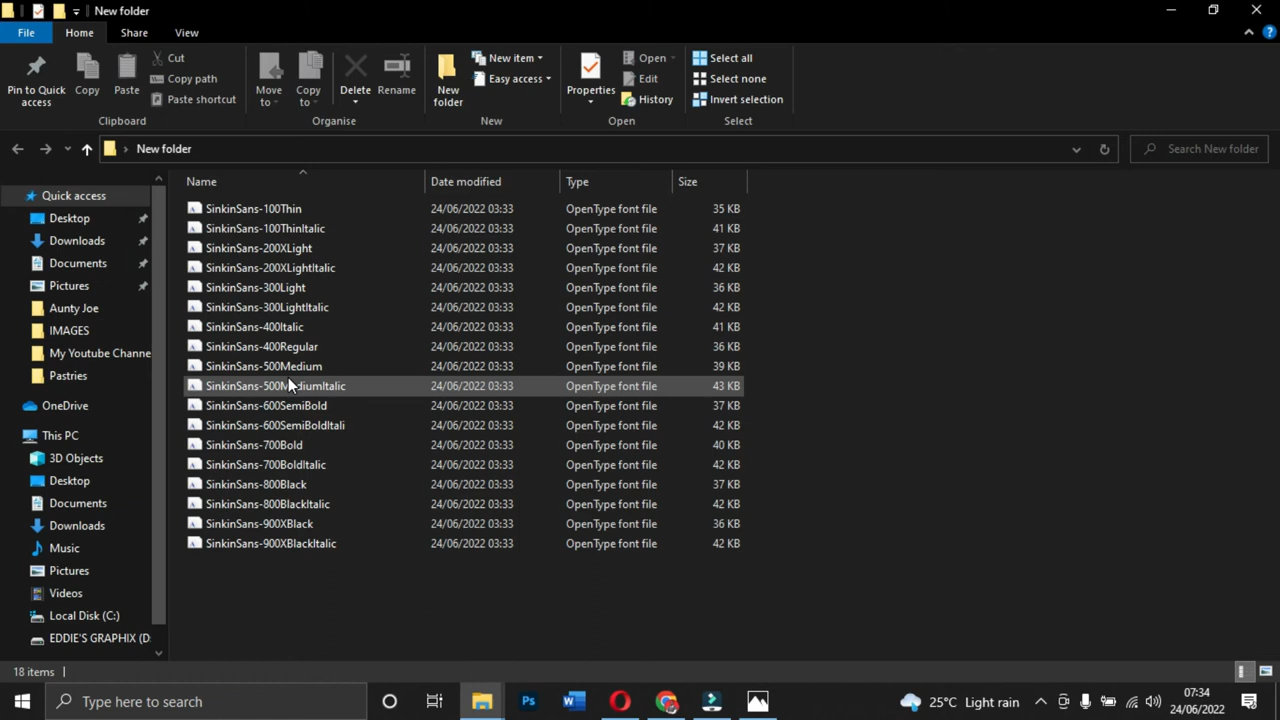 New folder
File Home Share View
Pin to Quick access
Copy
Paste
Cut
Copy path
Paste shortcut
Clipboard
Move to
Copy to
Delete
Rename
Organise
New folder
New item
Easy access
New
Properties
Open
Edit
History
Open
Select all
Select none
Invert selection
Select
New folder
Search New folder
Name Date modified Type Size
SinkinSans-100Thin 24/06/2022 03:33 OpenType font file 35 KB
SinkinSans-100ThinItalic 24/06/2022 03:33 OpenType font file 41 KB
SinkinSans-200XLight 24/06/2022 03:33 OpenType font file 37 KB
SinkinSans-200XLightItalic 24/06/2022 03:33 OpenType font file 42 KB
SinkinSans-300Light 24/06/2022 03:33 OpenType font file 36 KB
SinkinSans-300LightItalic 24/06/2022 03:33 OpenType font file 42 KB
SinkinSans-400Italic 24/06/2022 03:33 OpenType font file 41 KB
SinkinSans-400Regular 24/06/2022 03:33 OpenType font file 36 KB
SinkinSans-500Medium 24/06/2022 03:33 OpenType font file 39 KB
SinkinSans-500MediumItalic 24/06/2022 03:33 OpenType font file 43 KB
SinkinSans-600SemiBold 24/06/2022 03:33 OpenType font file 37 KB
SinkinSans-600SemiBoldItali 24/06/2022 03:33 OpenType font file 42 KB
SinkinSans-700Bold 24/06/2022 03:33 OpenType font file 40 KB
SinkinSans-700BoldItalic 24/06/2022 03:33 OpenType font file 42 KB
SinkinSans-800Black 24/06/2022 03:33 OpenType font file 37 KB
SinkinSans-800BlackItalic 24/06/2022 03:33 OpenType font file 42 KB
SinkinSans-900XBlack 24/06/2022 03:33 OpenType font file 36 KB
SinkinSans-900XBlackItalic 24/06/2022 03:33 OpenType font file 42 KB
Quick access
Desktop
Downloads
Documents
Pictures
Aunty Joe
IMAGES
My Youtube Channe
Pastries
OneDrive
This PC
3D Objects
Desktop
Documents
Downloads
Music
Pictures
Videos
Local Disk (C:)
EDDIE'S GRAPHIX (D:
18 items
Type here to search
Ps
W
25°C Light rain
07:34
24/06/2022